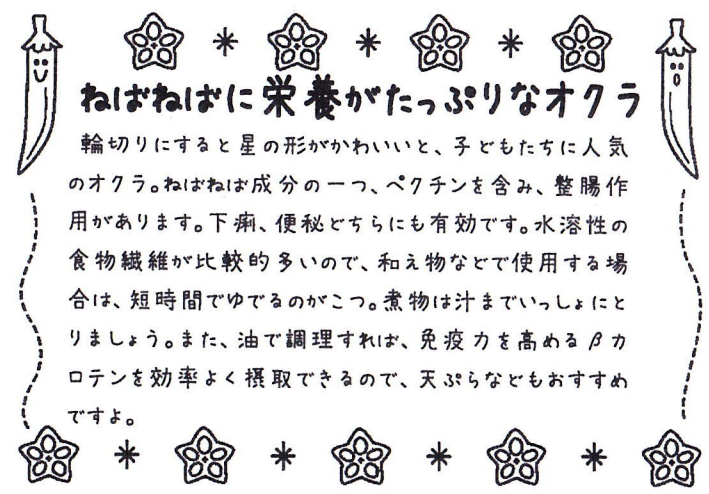 ねばねばに栄養がたっぷりなオクラ
輪切りにすると星の形がかわいいと、子どもたちに人気
のオクラ。ねばねば成分の一つ、ペクチンを含み、整腸作
用があります。下痢、便秘どちらにも有効です。水溶性の
食物繊維が比較的多いので、和え物などで使用する場
合は、短時間でゆでるのがこつ。煮物は汁までいっしょにと
りましょう。また、油で調理すれば、免疫力を高めるβカ
ロテンを効率よく摂取できるので、天ぷらなどもおすすめ
ですよ。